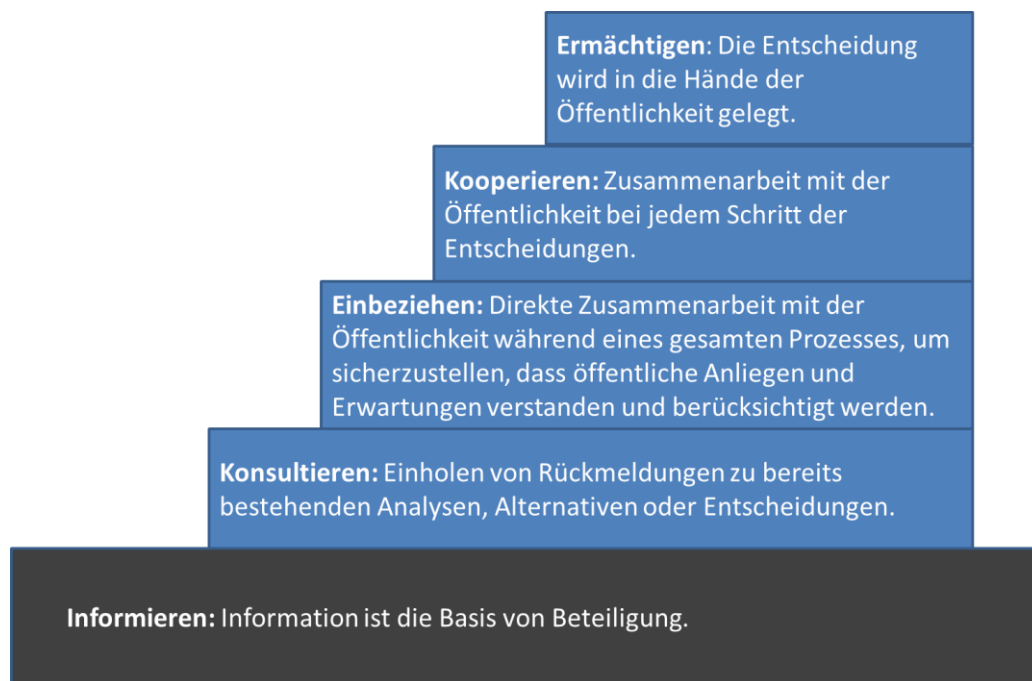 Ermächtigen: Die Entscheidung
wird in die Hände der
Öffentlichkeit gelegt.
Kooperieren: Zusammenarbeit mit der
Öffentlichkeit bei jedem Schritt der
Entscheidungen.
Einbeziehen: Direkte Zusammenarbeit mit der
Öffentlichkeit während eines gesamten Prozesses, um
sicherzustellen, dass öffentliche Anliegen und
Erwartungen verstanden und berücksichtigt werden.
Konsultieren: Einholen von Rückmeldungen zu bereits
bestehenden Analysen, Alternativen oder Entscheidungen.
Informieren: Information ist die Basis von Beteiligung.